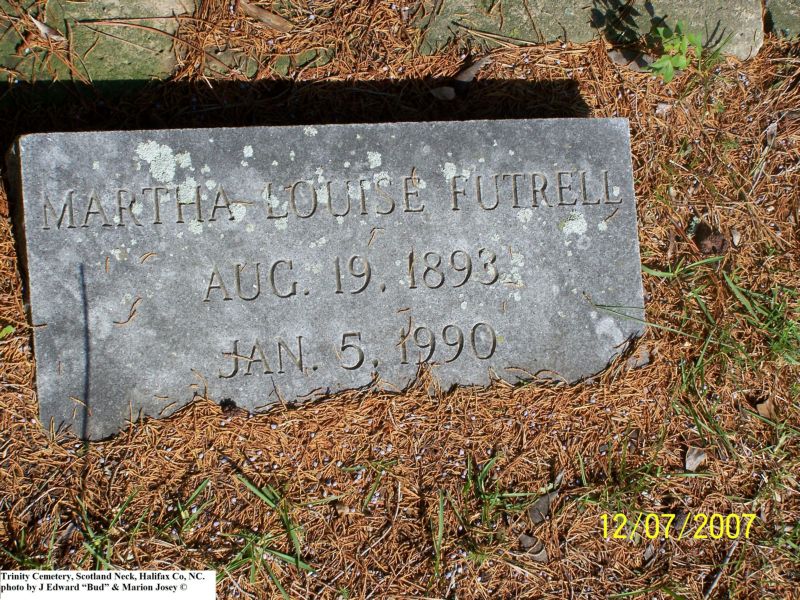 MARTHA LOUISE FUTRELL
AUG. 19. 1893
JAN. 5. 1990
12/07/2007
Trinity Cemetery, Scotland Neck, Halifax Co, NC.
photo by J Edward “Bud” & Marion Josey ©